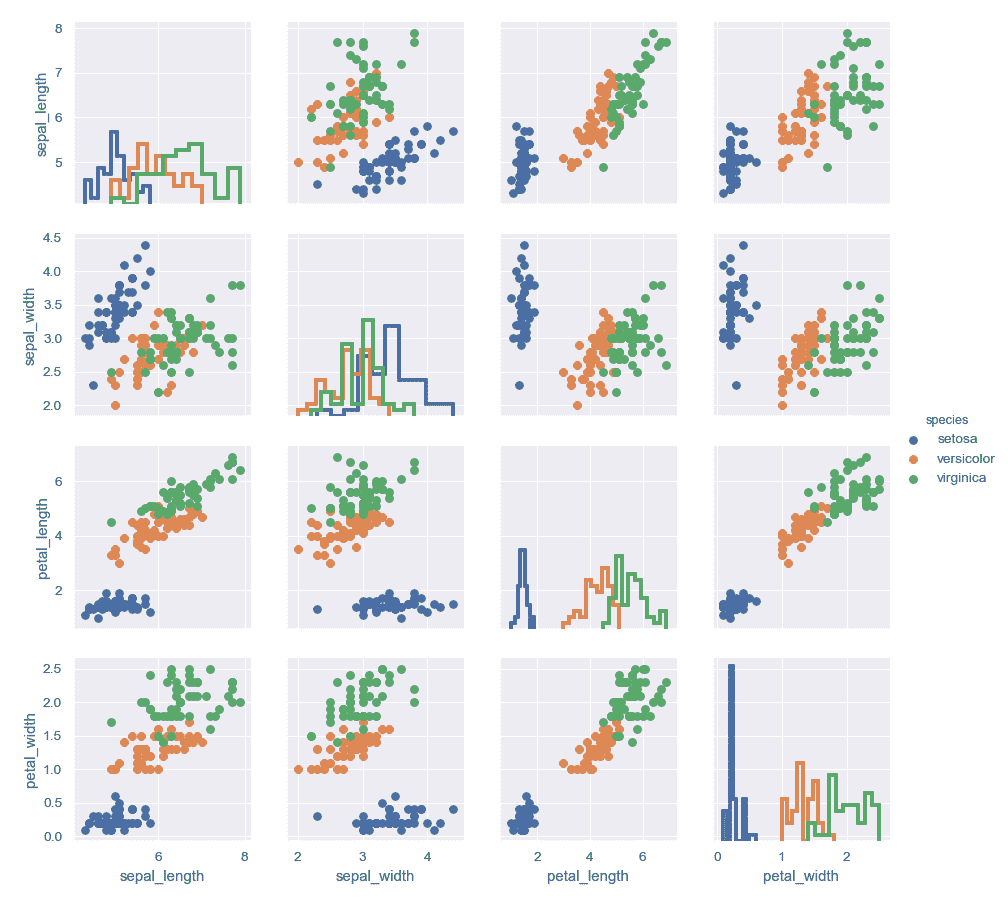 8
7
6
5
sepal_length
4.5
4.0
3.5
3.0
2.5
2.0
sepal_width
species
setosa
versicolor
virginica
6
4
2
petal_length
2.5
2.0
1.5
1.0
0.5
0.0
petal_width
6 8
sepal_length
2 3 4
sepal_width
2 4 6
petal_length
0 1 2
petal_width